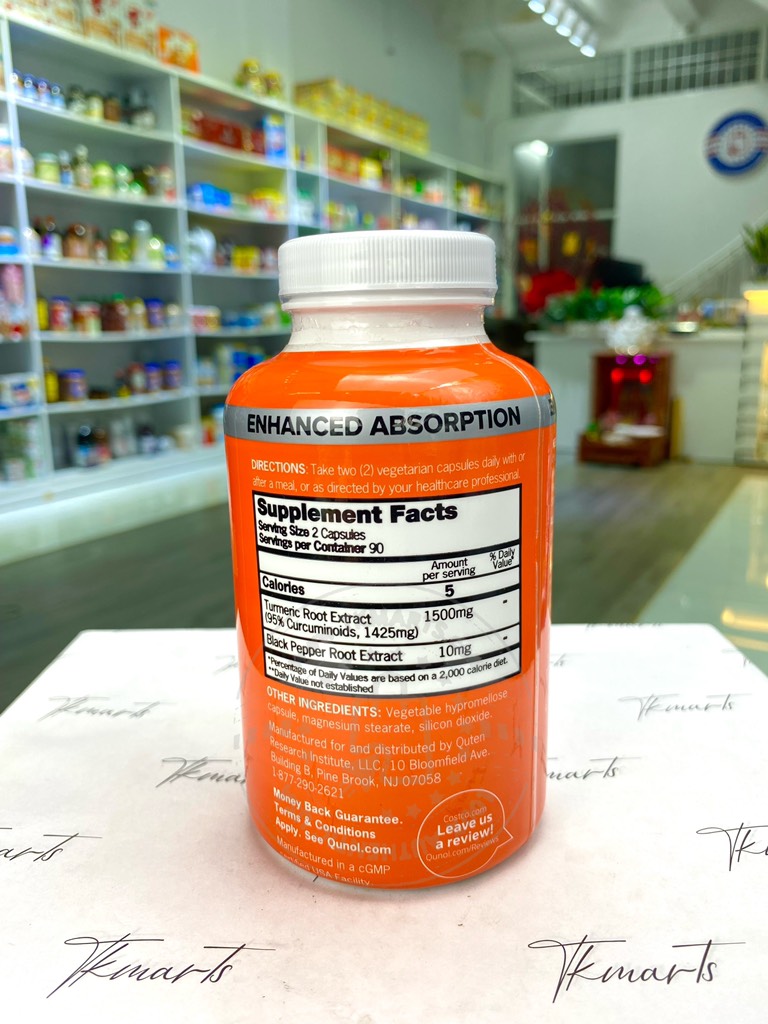 ENHANCED ABSORPTION
DIRECTIONS: Take two (2) vegetarian capsules daily with or
after a meal, or as directed by your healthcare professional.
Supplement Facts
Serving Size 2 Capsules
Servings per Container 90
Amount per serving
% Daily Value*
Calories 5
Turmeric Root Extract 1500mg -
(95% Curcuminoids, 1425mg)
Black Pepper Root Extract 10mg -
*Percentage of Daily Values are based on a 2,000 calorie diet.
**Daily Value not established
OTHER INGREDIENTS: Vegetable hypromellose
capsule, magnesium stearate, silicon dioxide.
Manufactured for and distributed by Quten
Research Institute, LLC, 10 Bloomfield Ave.
Building B, Pine Brook, NJ 07058
1-877-290-2621
Money Back Guarantee.
Terms & Conditions
Apply. See Qunol.com
Costco.com
Leave us
a review!
Qunol.com/Reviews
Manufactured in a cGMP
USA Facility.
Tkmarts
Tkmarts
Tkmarts
Tkmarts
Tkmarts